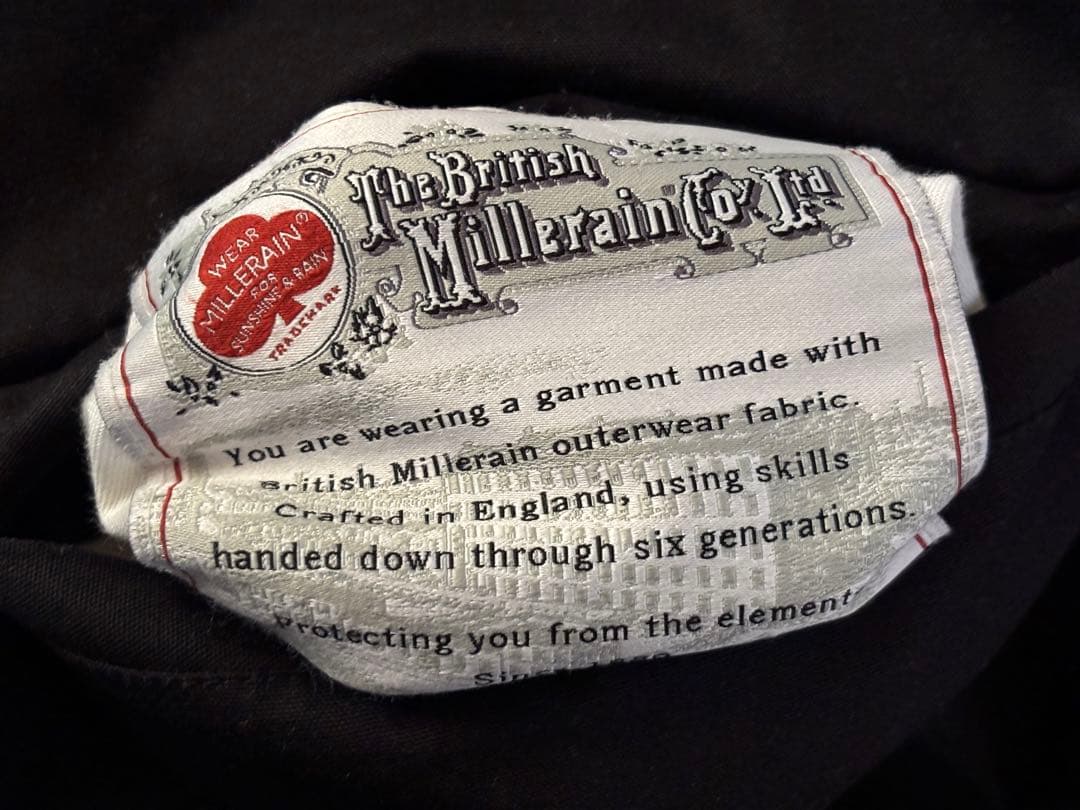 The British
Millerain Coy Ltd
WEAR
MILLERAIN®
FOR
SUNSHINE & RAIN
TRADEMARK
You are wearing a garment made with
British Millerain outerwear fabric.
Crafted in England, using skills
handed down through six generations.
Protecting you from the element